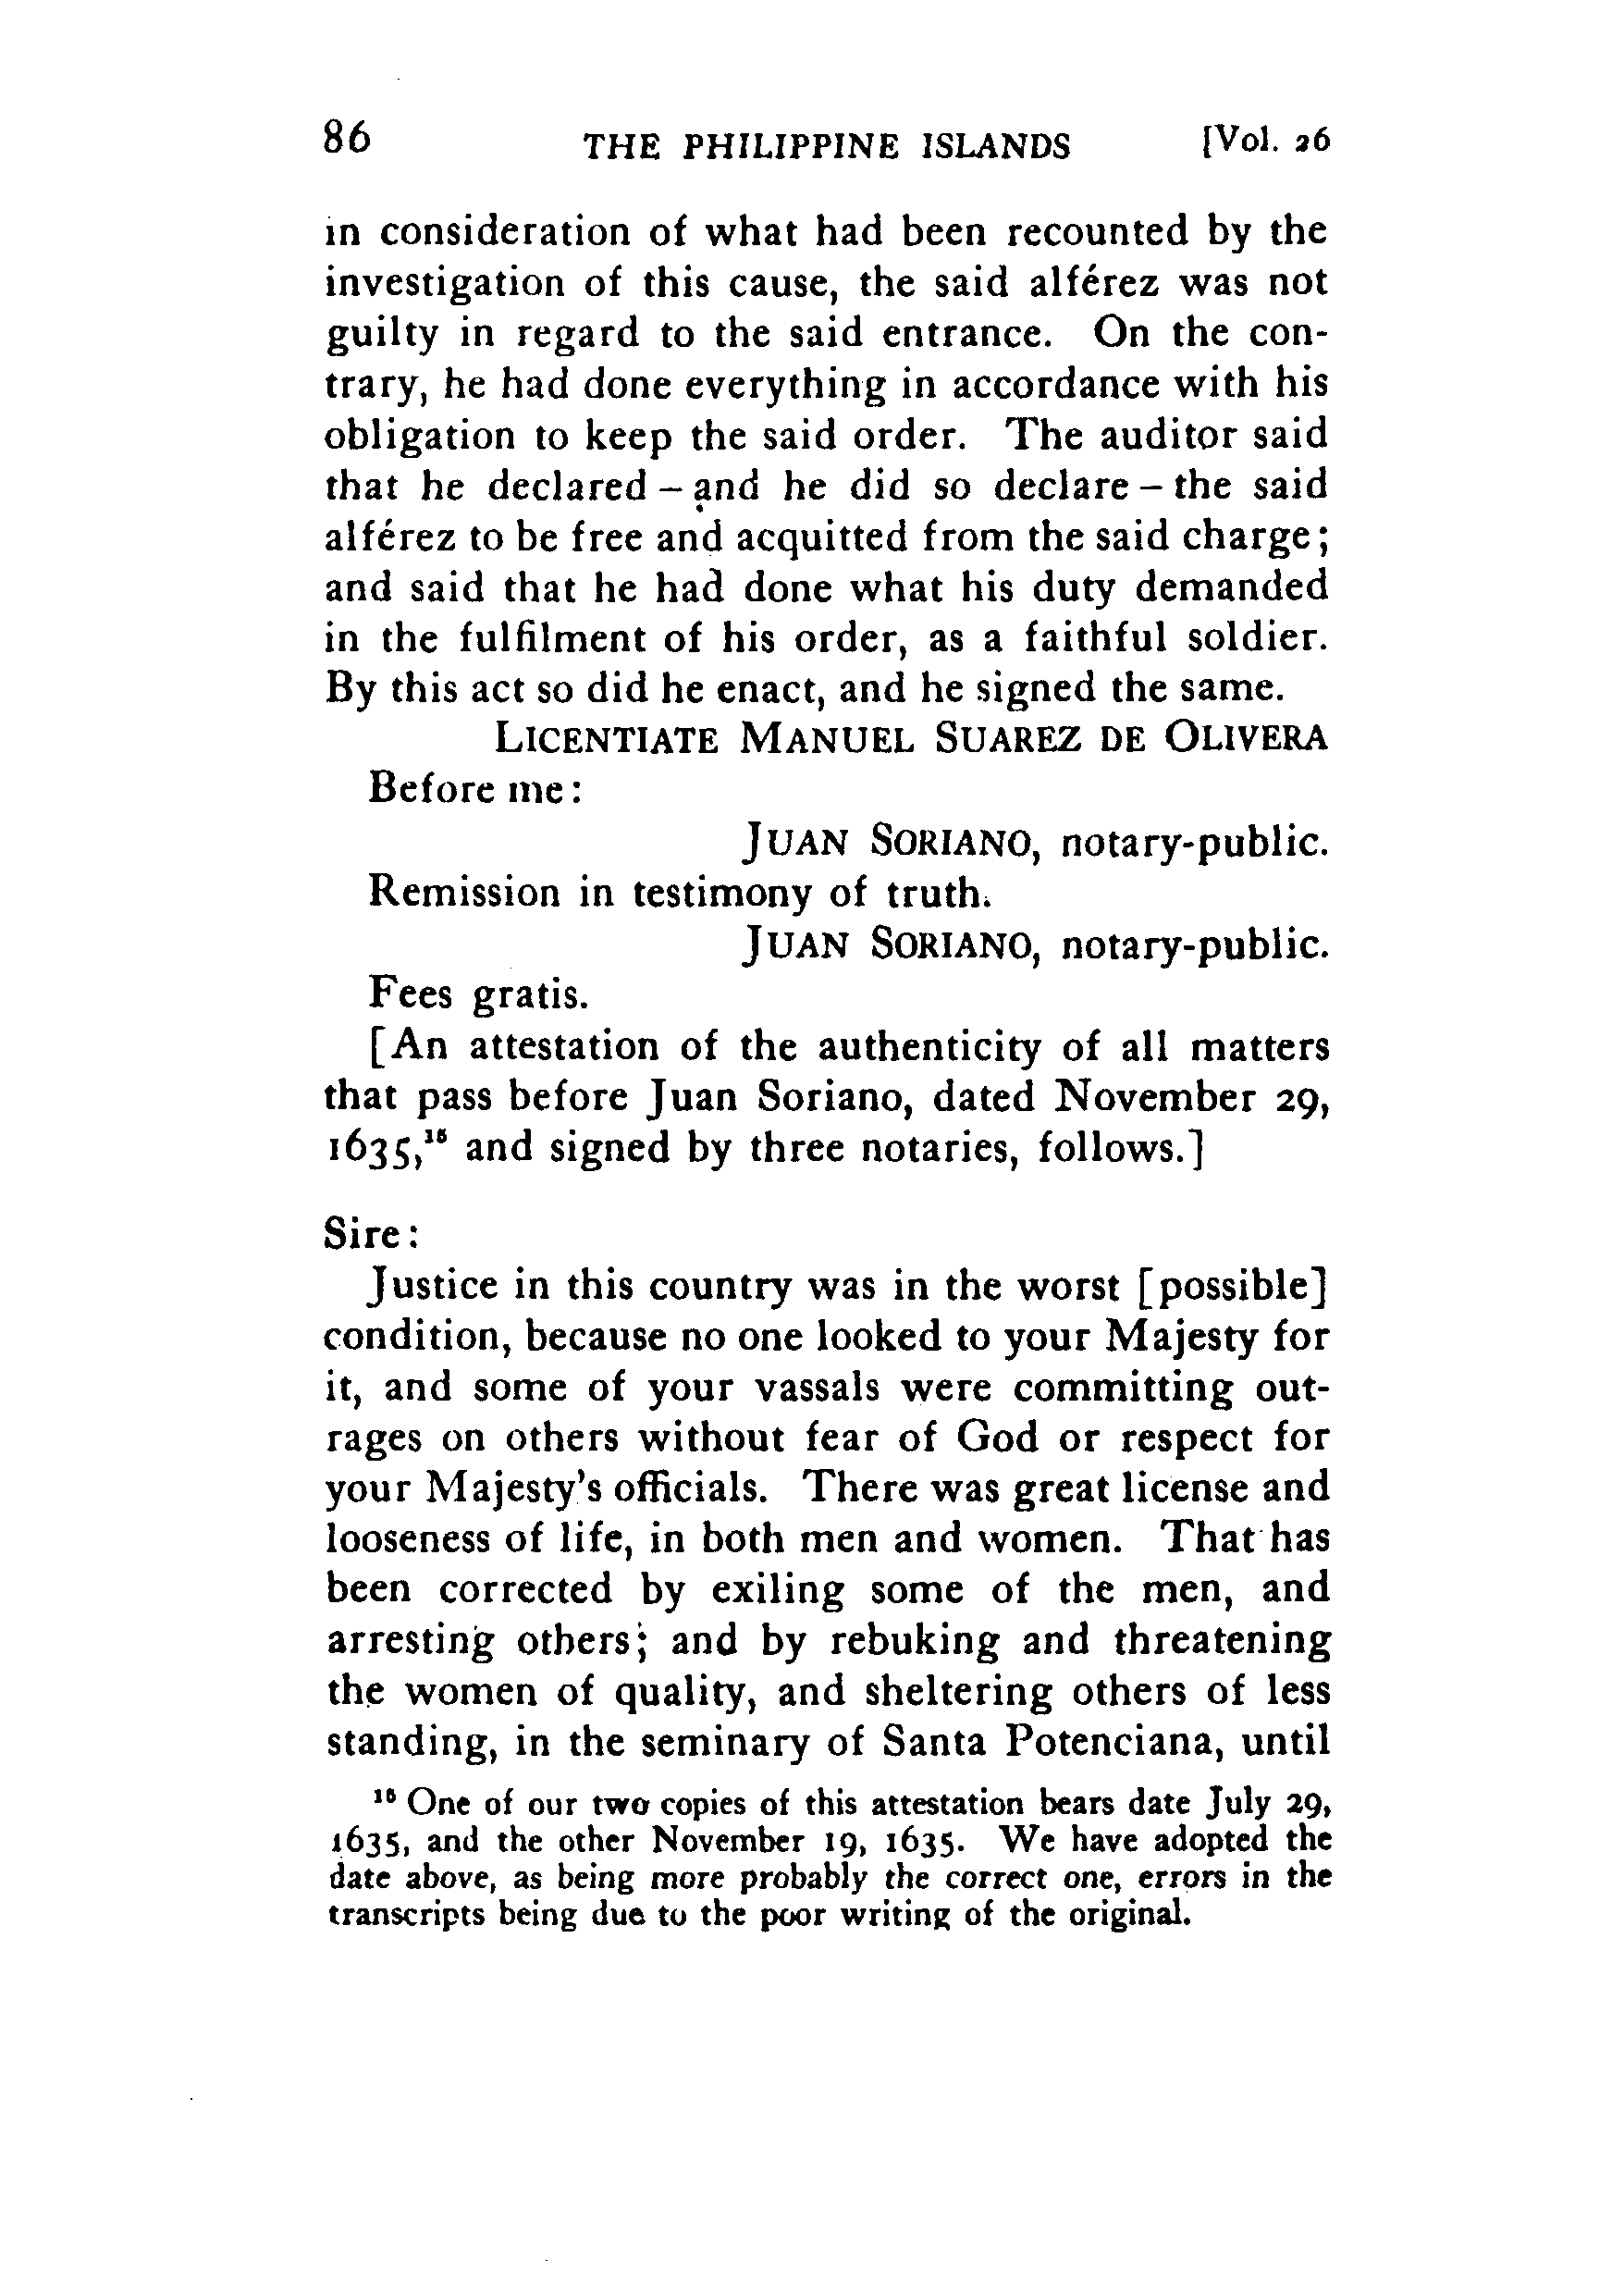 86 THE PHILIPPINE ISLANDS [Vol. 26
in consideration of what had been recounted by the
investigation of this cause, the said alférez was not
guilty in regard to the said entrance. On the con-
trary, he had done everything in accordance with his
obligation to keep the said order. The auditor said
that he declared – and he did so declare – the said
alférez to be free and acquitted from the said charge;
and said that he had done what his duty demanded
in the fulfilment of his order, as a faithful soldier.
By this act so did he enact, and he signed the same.
LICENTIATE MANUEL SUAREZ DE OLIVERA
Before me:
JUAN SORIANO, notary-public.
Remission in testimony of truth.
JUAN SORIANO, notary-public.
Fees gratis.
[An attestation of the authenticity of all matters
that pass before Juan Soriano, dated November 29,
1635,¹⁵ and signed by three notaries, follows.]
Sire:
Justice in this country was in the worst [possible]
condition, because no one looked to your Majesty for
it, and some of your vassals were committing out-
rages on others without fear of God or respect for
your Majesty's officials. There was great license and
looseness of life, in both men and women. That has
been corrected by exiling some of the men, and
arresting others; and by rebuking and threatening
the women of quality, and sheltering others of less
standing, in the seminary of Santa Potenciana, until
¹⁵ One of our two copies of this attestation bears date July 29,
1635, and the other November 19, 1635. We have adopted the
date above, as being more probably the correct one, errors in the
transcripts being due to the poor writing of the original.